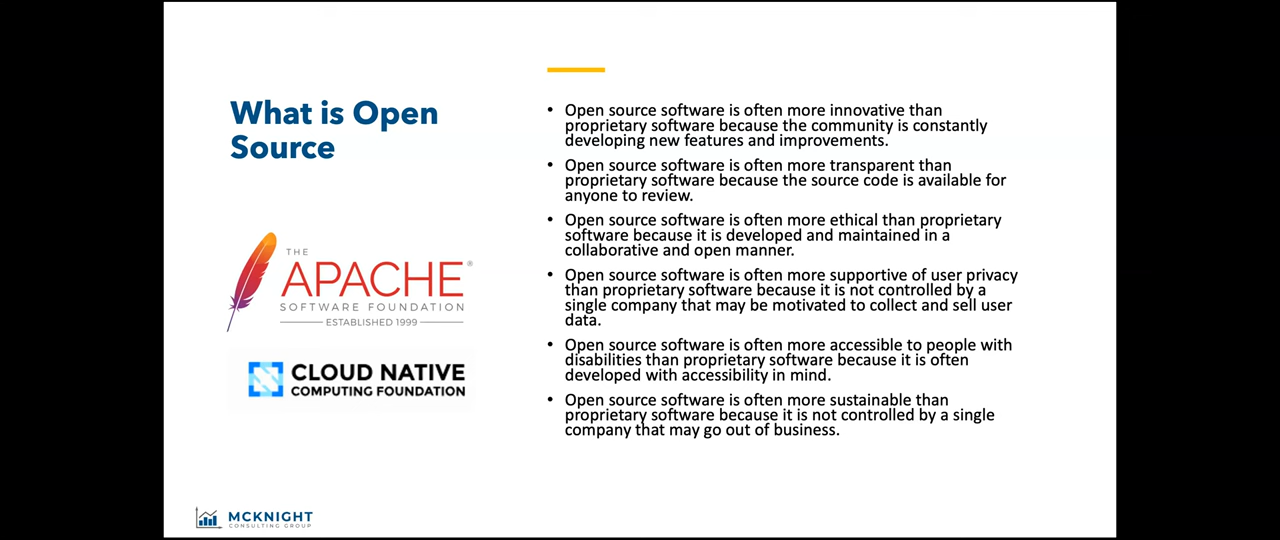 What is Open
Source
THE
APACHE®
SOFTWARE FOUNDATION
ESTABLISHED 1999
CLOUD NATIVE
COMPUTING FOUNDATION
• Open source software is often more innovative than
proprietary software because the community is constantly
developing new features and improvements.
• Open source software is often more transparent than
proprietary software because the source code is available for
anyone to review.
• Open source software is often more ethical than proprietary
software because it is developed and maintained in a
collaborative and open manner.
• Open source software is often more supportive of user privacy
than proprietary software because it is not controlled by a
single company that may be motivated to collect and sell user
data.
• Open source software is often more accessible to people with
disabilities than proprietary software because it is often
developed with accessibility in mind.
• Open source software is often more sustainable than
proprietary software because it is not controlled by a single
company that may go out of business.
MCKNIGHT
CONSULTING GROUP